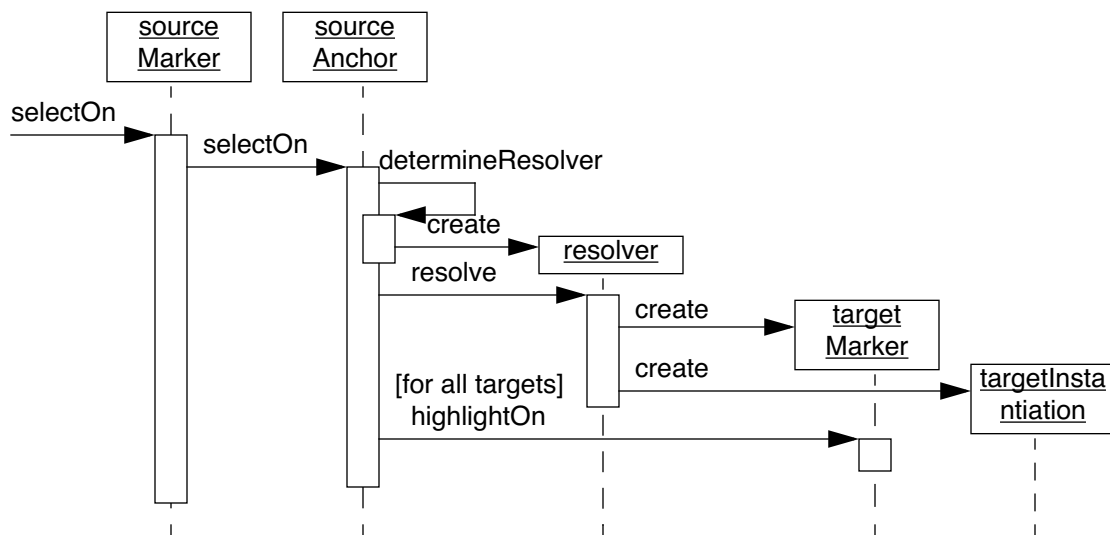 source
Marker
source
Anchor
selectOn
selectOn
determineResolver
create
resolver
resolve
create
target
Marker
create
targetInsta
ntiation
[for all targets]
highlightOn